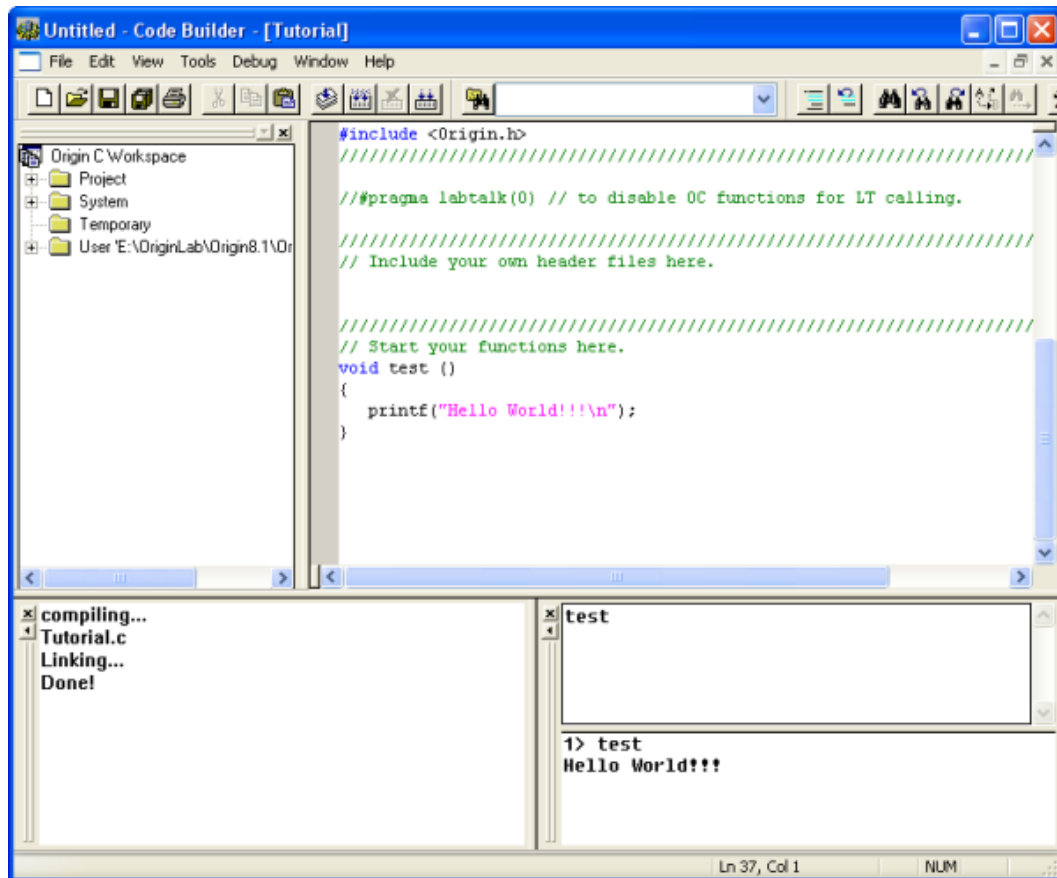 Untitled - Code Builder - [Tutorial]
File Edit View Tools Debug Window Help
Origin C Workspace
Project
System
Temporary
User 'E:\OriginLab\Origin8.1\Or
#include <Origin.h>
////////////////////////////////////////////////////////////////////////
//#pragma labtalk(0) // to disable OC functions for LT calling.
////////////////////////////////////////////////////////////////////////
// Include your own header files here.
////////////////////////////////////////////////////////////////////////
// Start your functions here.
void test ()
{
printf("Hello World!!!\n");
}
compiling...
Tutorial.c
Linking...
Done!
test
1> test
Hello World!!!
Ln 37, Col 1
NUM